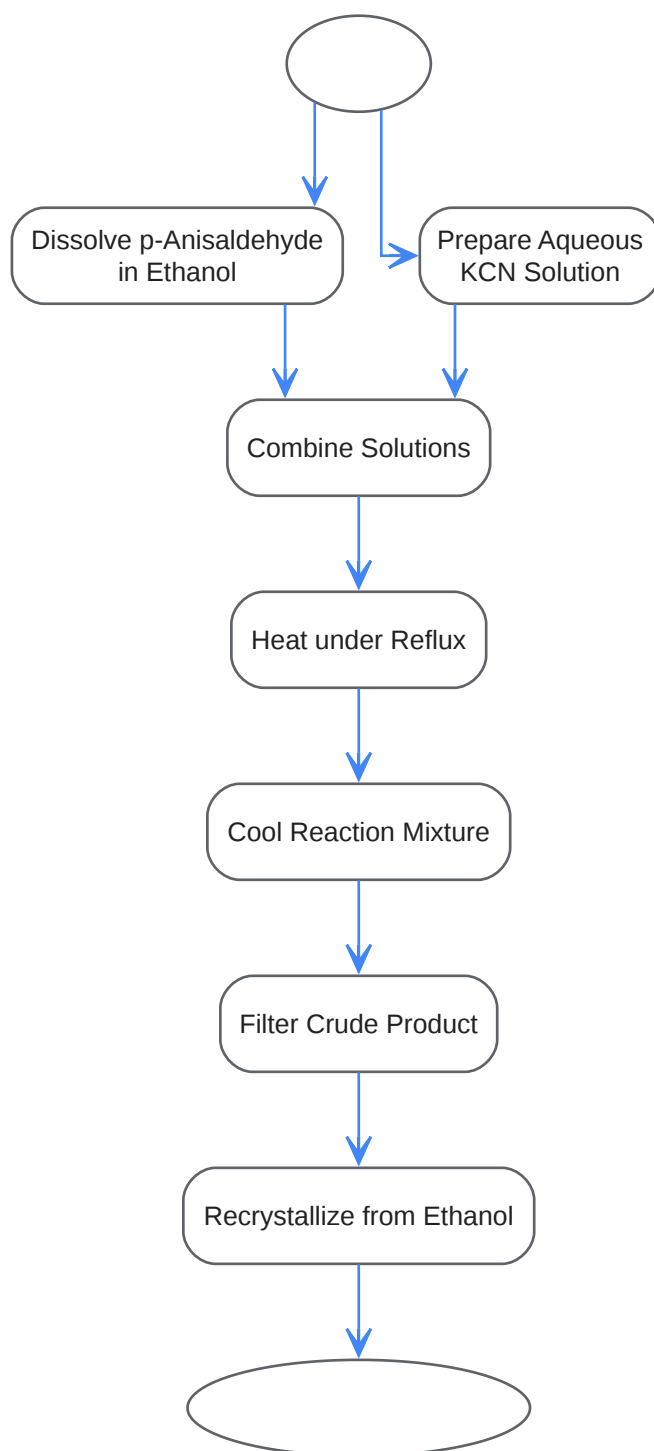 Dissolve p-Anisaldehyde
in Ethanol
Prepare Aqueous
KCN Solution
Combine Solutions
Heat under Reflux
Cool Reaction Mixture
Filter Crude Product
Recrystallize from Ethanol